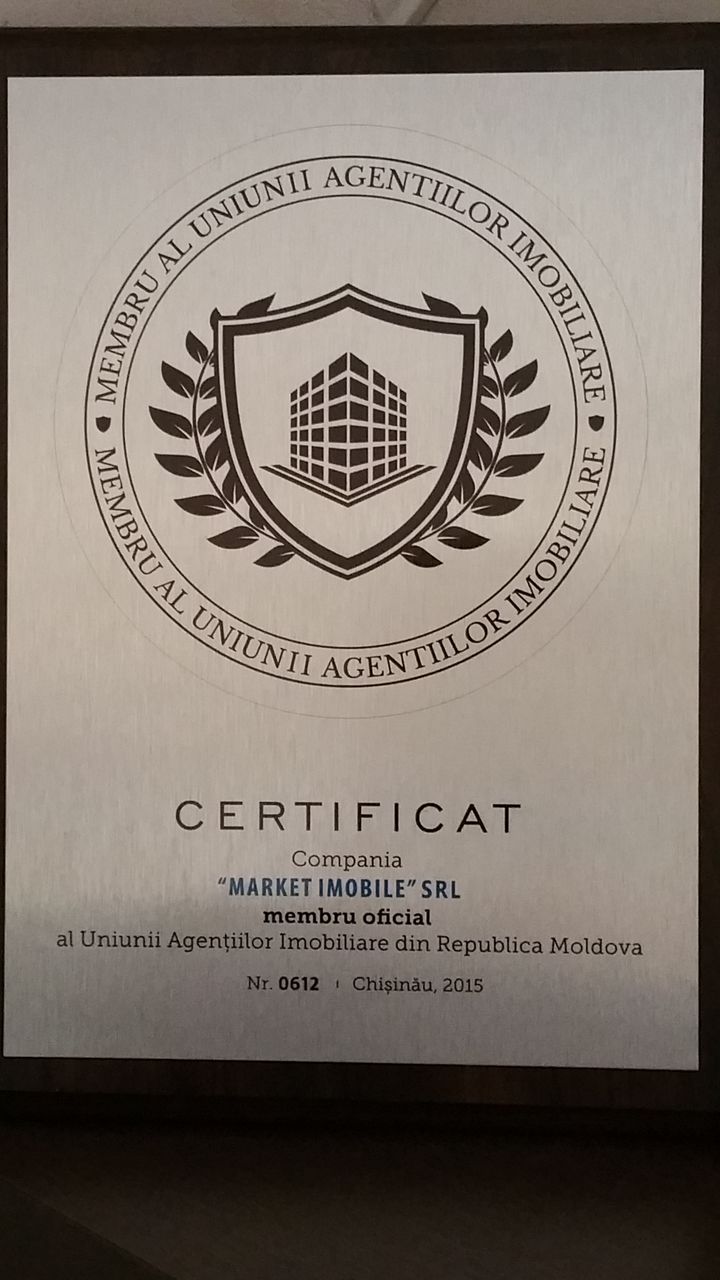 MEMBRU AL UNIUNII AGENTIILOR IMOBILIARE
MEMBRU AL UNIUNII AGENTIILOR IMOBILIARE
CERTIFICAT
Compania
“MARKET IMOBILE” SRL
membru oficial
al Uniunii Agenţiilor Imobiliare din Republica Moldova
Nr. 0612 ı Chişinău, 2015